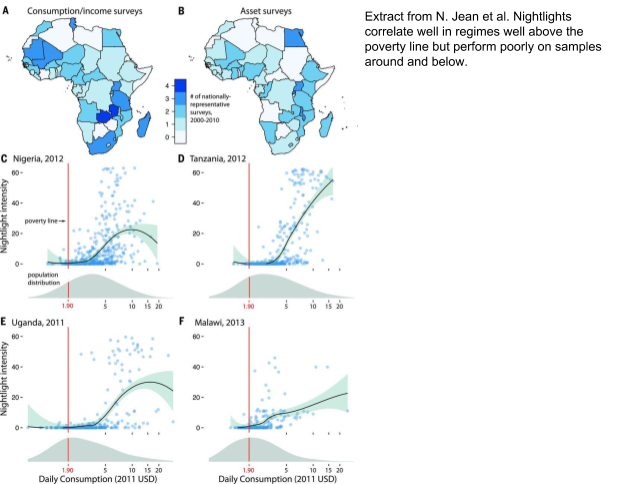 A Consumption/income surveys
B Asset surveys
Extract from N. Jean et al. Nightlights
correlate well in regimes well above the
poverty line but perform poorly on samples
around and below.
4
3
2
1
0
# of nationally-
representative
surveys,
2000-2010
C Nigeria, 2012
D Tanzania, 2012
Nightlight intensity
60
40
20
0
poverty line
population
distribution
1.90 5 10 15 20
60
40
20
0
1.90 5 10 15 20
E Uganda, 2011
F Malawi, 2013
Nightlight intensity
60
40
20
0
1.90 5 10 15 20
Daily Consumption (2011 USD)
60
40
20
0
1.90 5 10 15 20
Daily Consumption (2011 USD)